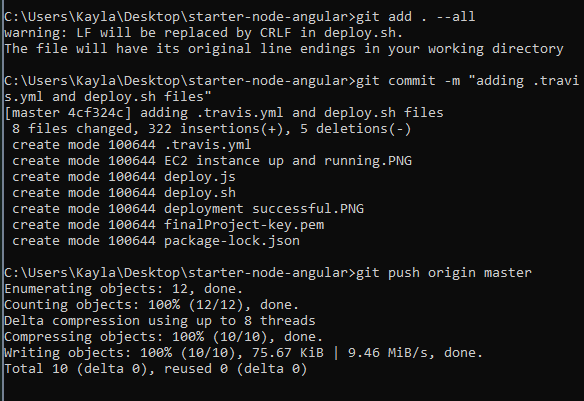 C:\Users\Kayla\Desktop\starter-node-angular>git add . --all
warning: LF will be replaced by CRLF in deploy.sh.
The file will have its original line endings in your working directory
C:\Users\Kayla\Desktop\starter-node-angular>git commit -m "adding .travi
s.yml and deploy.sh files"
[master 4cf324c] adding .travis.yml and deploy.sh files
 8 files changed, 322 insertions(+), 5 deletions(-)
 create mode 100644 .travis.yml
 create mode 100644 EC2 instance up and running.PNG
 create mode 100644 deploy.js
 create mode 100644 deploy.sh
 create mode 100644 deployment successful.PNG
 create mode 100644 finalProject-key.pem
 create mode 100644 package-lock.json
C:\Users\Kayla\Desktop\starter-node-angular>git push origin master
Enumerating objects: 12, done.
Counting objects: 100% (12/12), done.
Delta compression using up to 8 threads
Compressing objects: 100% (10/10), done.
Writing objects: 100% (10/10), 75.67 KiB | 9.46 MiB/s, done.
Total 10 (delta 0), reused 0 (delta 0)